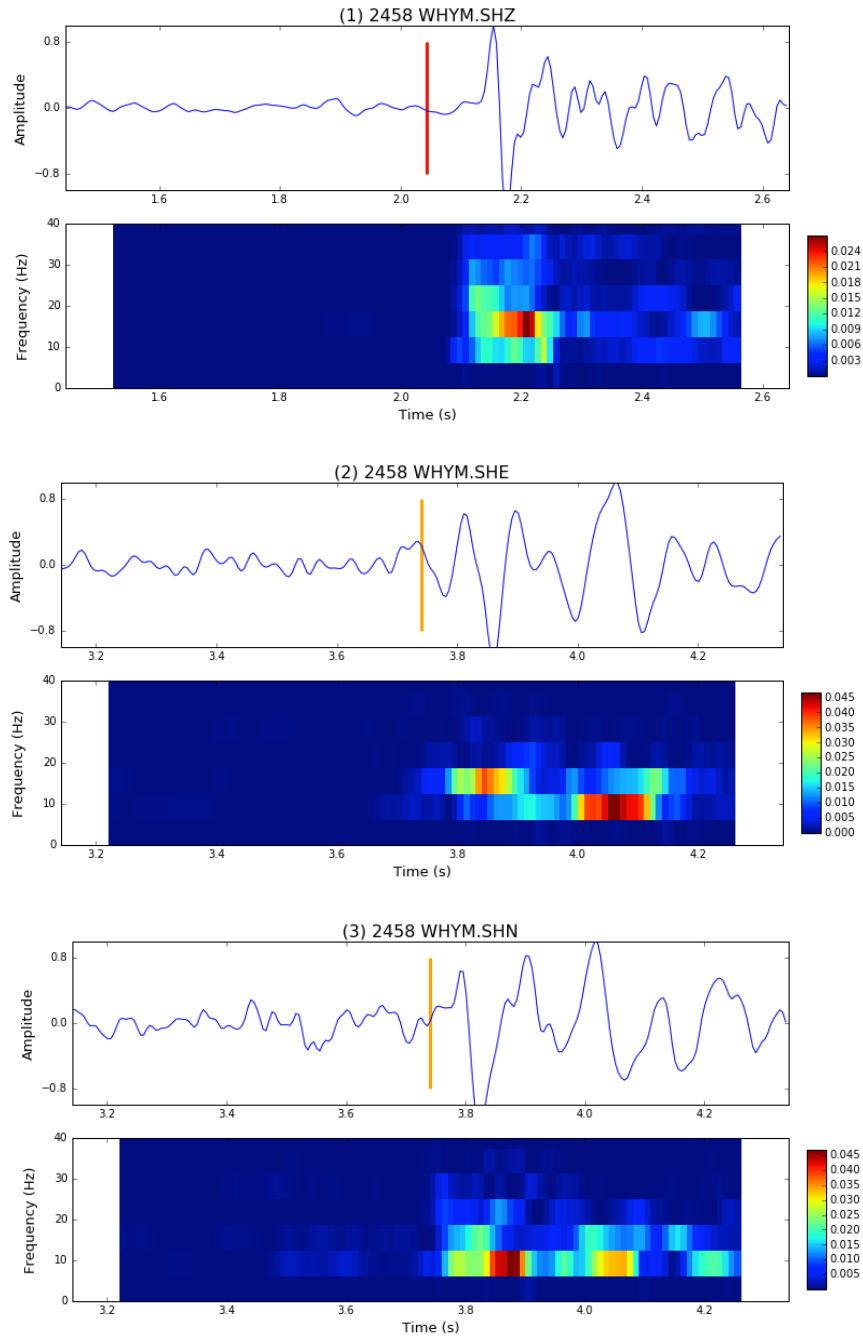 (1) 2458 WHYM.SHZ
0.8
0.0
−0.8
Amplitude
1.6 1.8 2.0 2.2 2.4 2.6
40
30
20
10
0
Frequency (Hz)
1.6 1.8 2.0 2.2 2.4 2.6
Time (s)
0.024
0.021
0.018
0.015
0.012
0.009
0.006
0.003
(2) 2458 WHYM.SHE
0.8
0.0
−0.8
Amplitude
3.2 3.4 3.6 3.8 4.0 4.2
40
30
20
10
0
Frequency (Hz)
3.2 3.4 3.6 3.8 4.0 4.2
Time (s)
0.045
0.040
0.035
0.030
0.025
0.020
0.015
0.010
0.005
0.000
(3) 2458 WHYM.SHN
0.8
0.0
−0.8
Amplitude
3.2 3.4 3.6 3.8 4.0 4.2
40
30
20
10
0
Frequency (Hz)
3.2 3.4 3.6 3.8 4.0 4.2
Time (s)
0.045
0.040
0.035
0.030
0.025
0.020
0.015
0.010
0.005